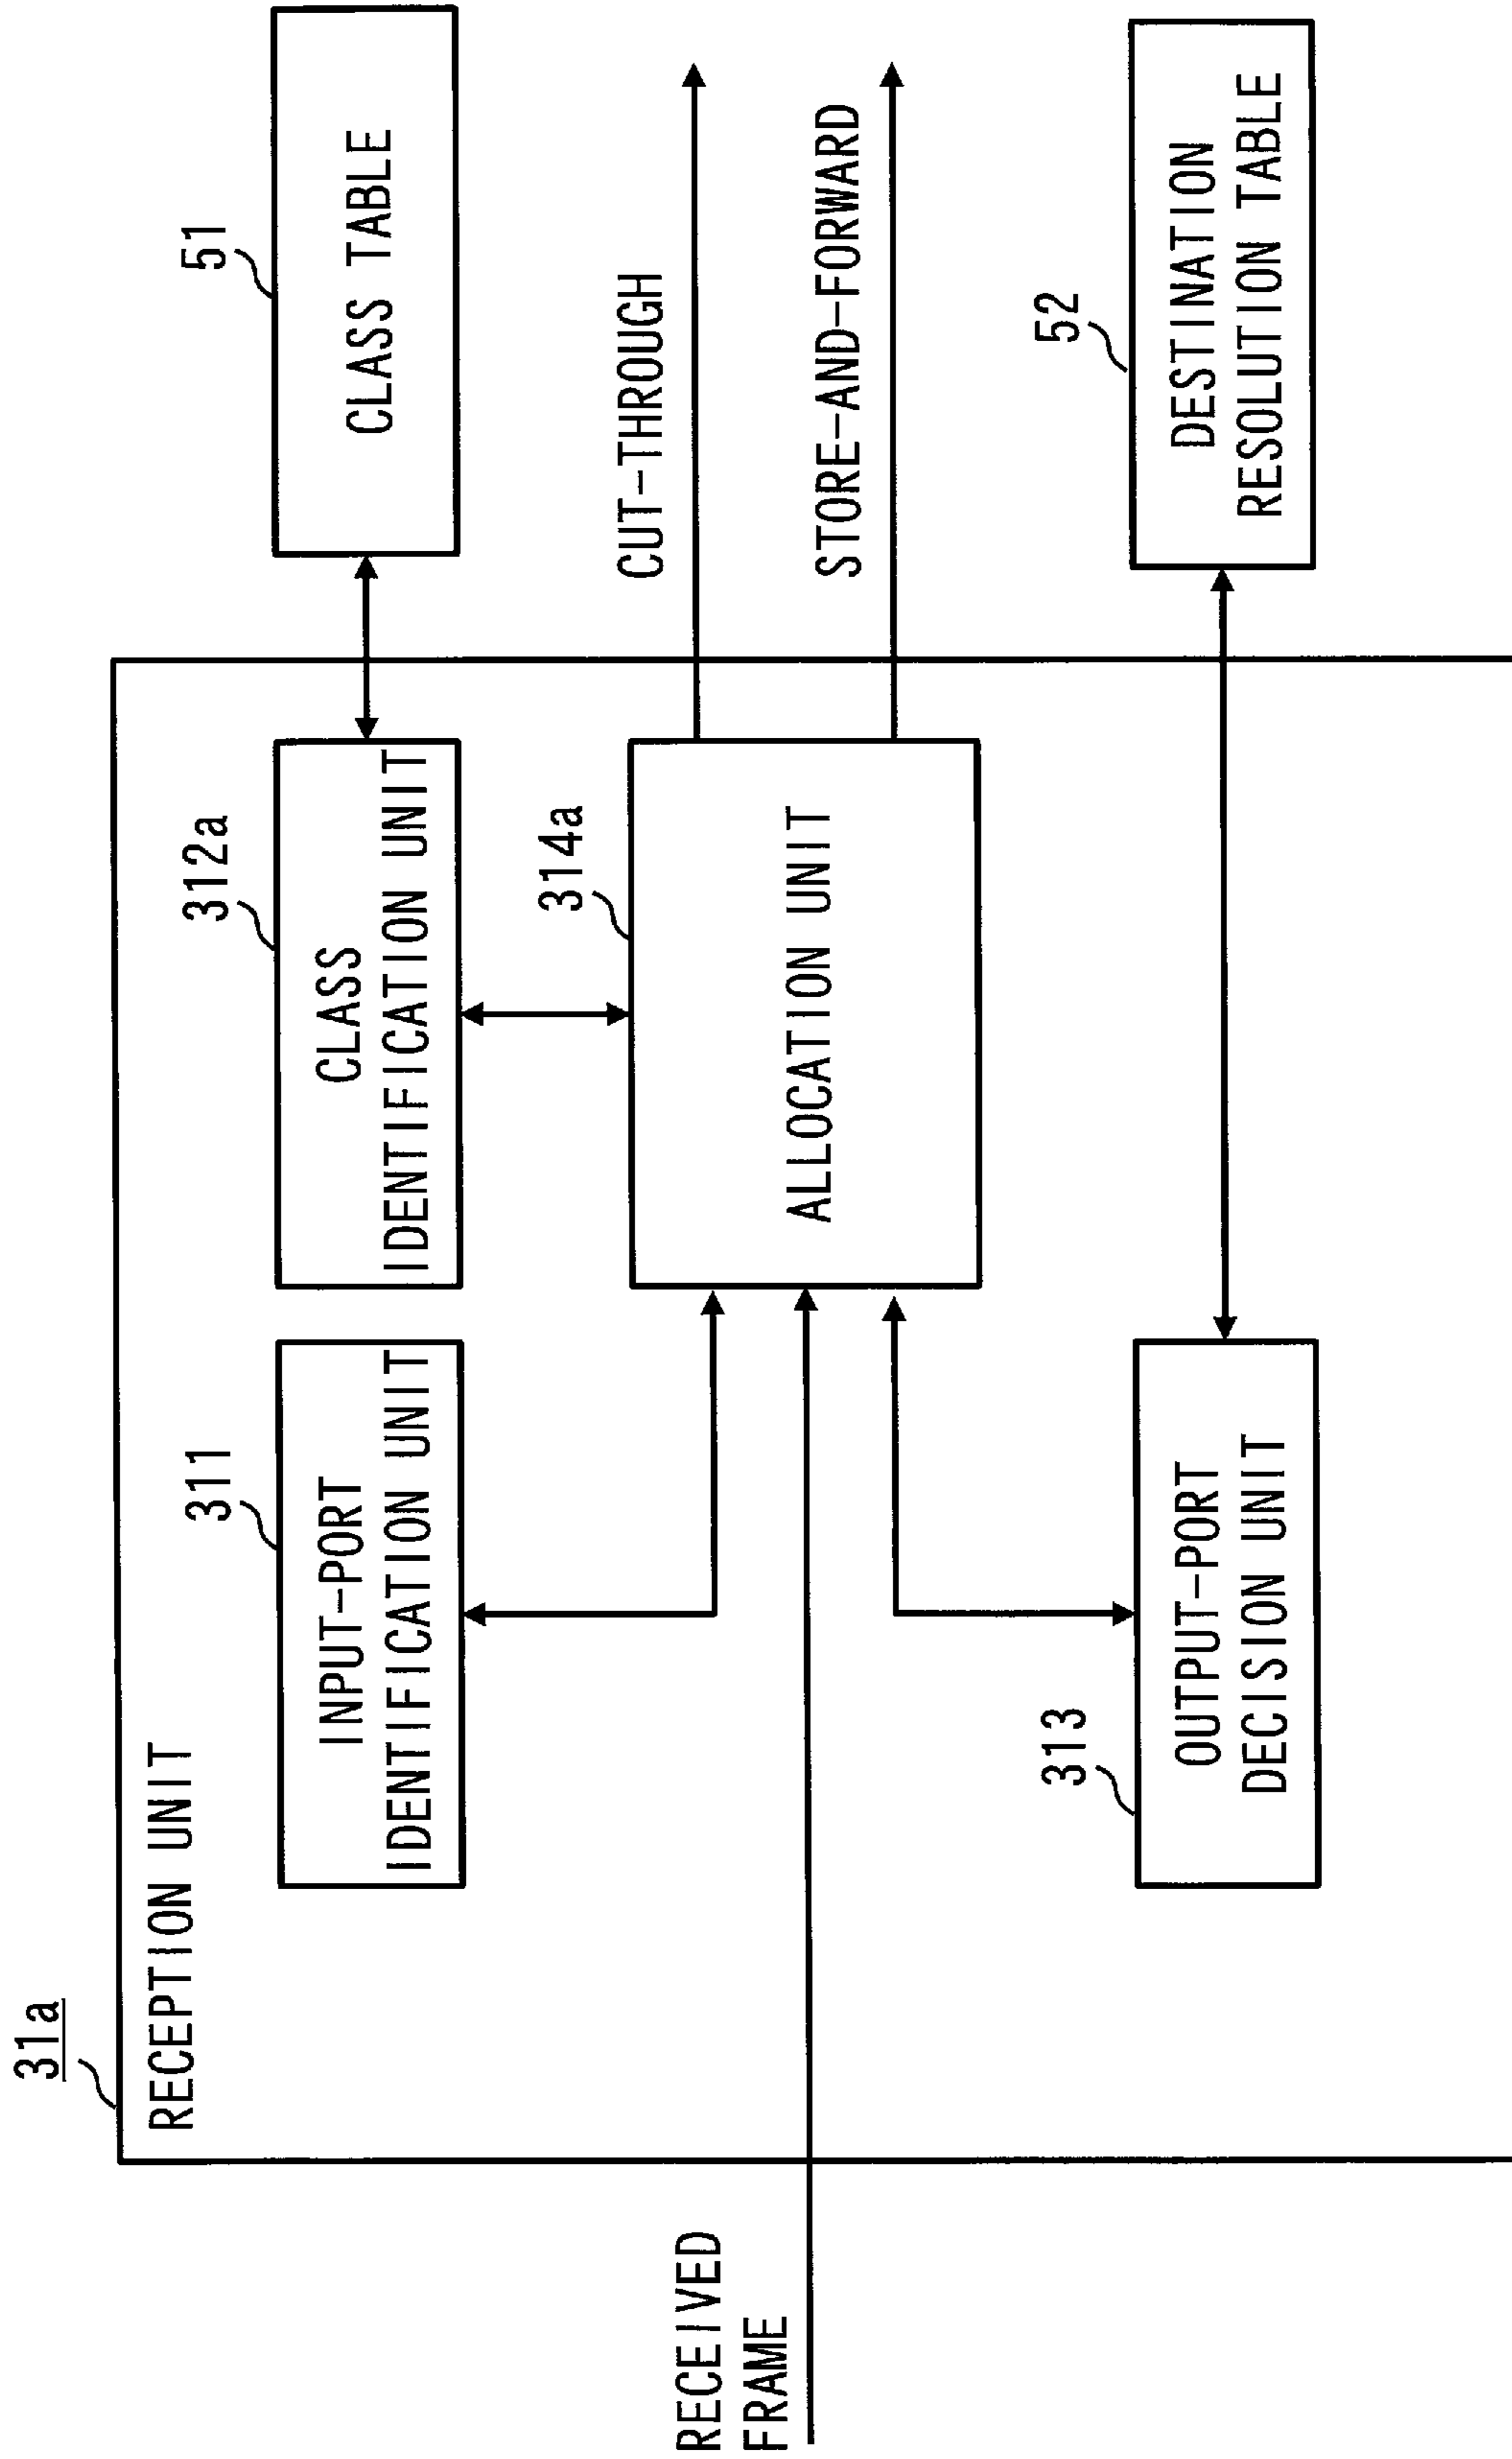 31a
RECEPTION UNIT
311
INPUT-PORT
IDENTIFICATION UNIT
312a
CLASS
IDENTIFICATION UNIT
51
CLASS TABLE
RECEIVED
FRAME
314a
ALLOCATION UNIT
CUT-THROUGH
STORE-AND-FORWARD
313
OUTPUT-PORT
DECISION UNIT
52
DESTINATION
RESOLUTION TABLE